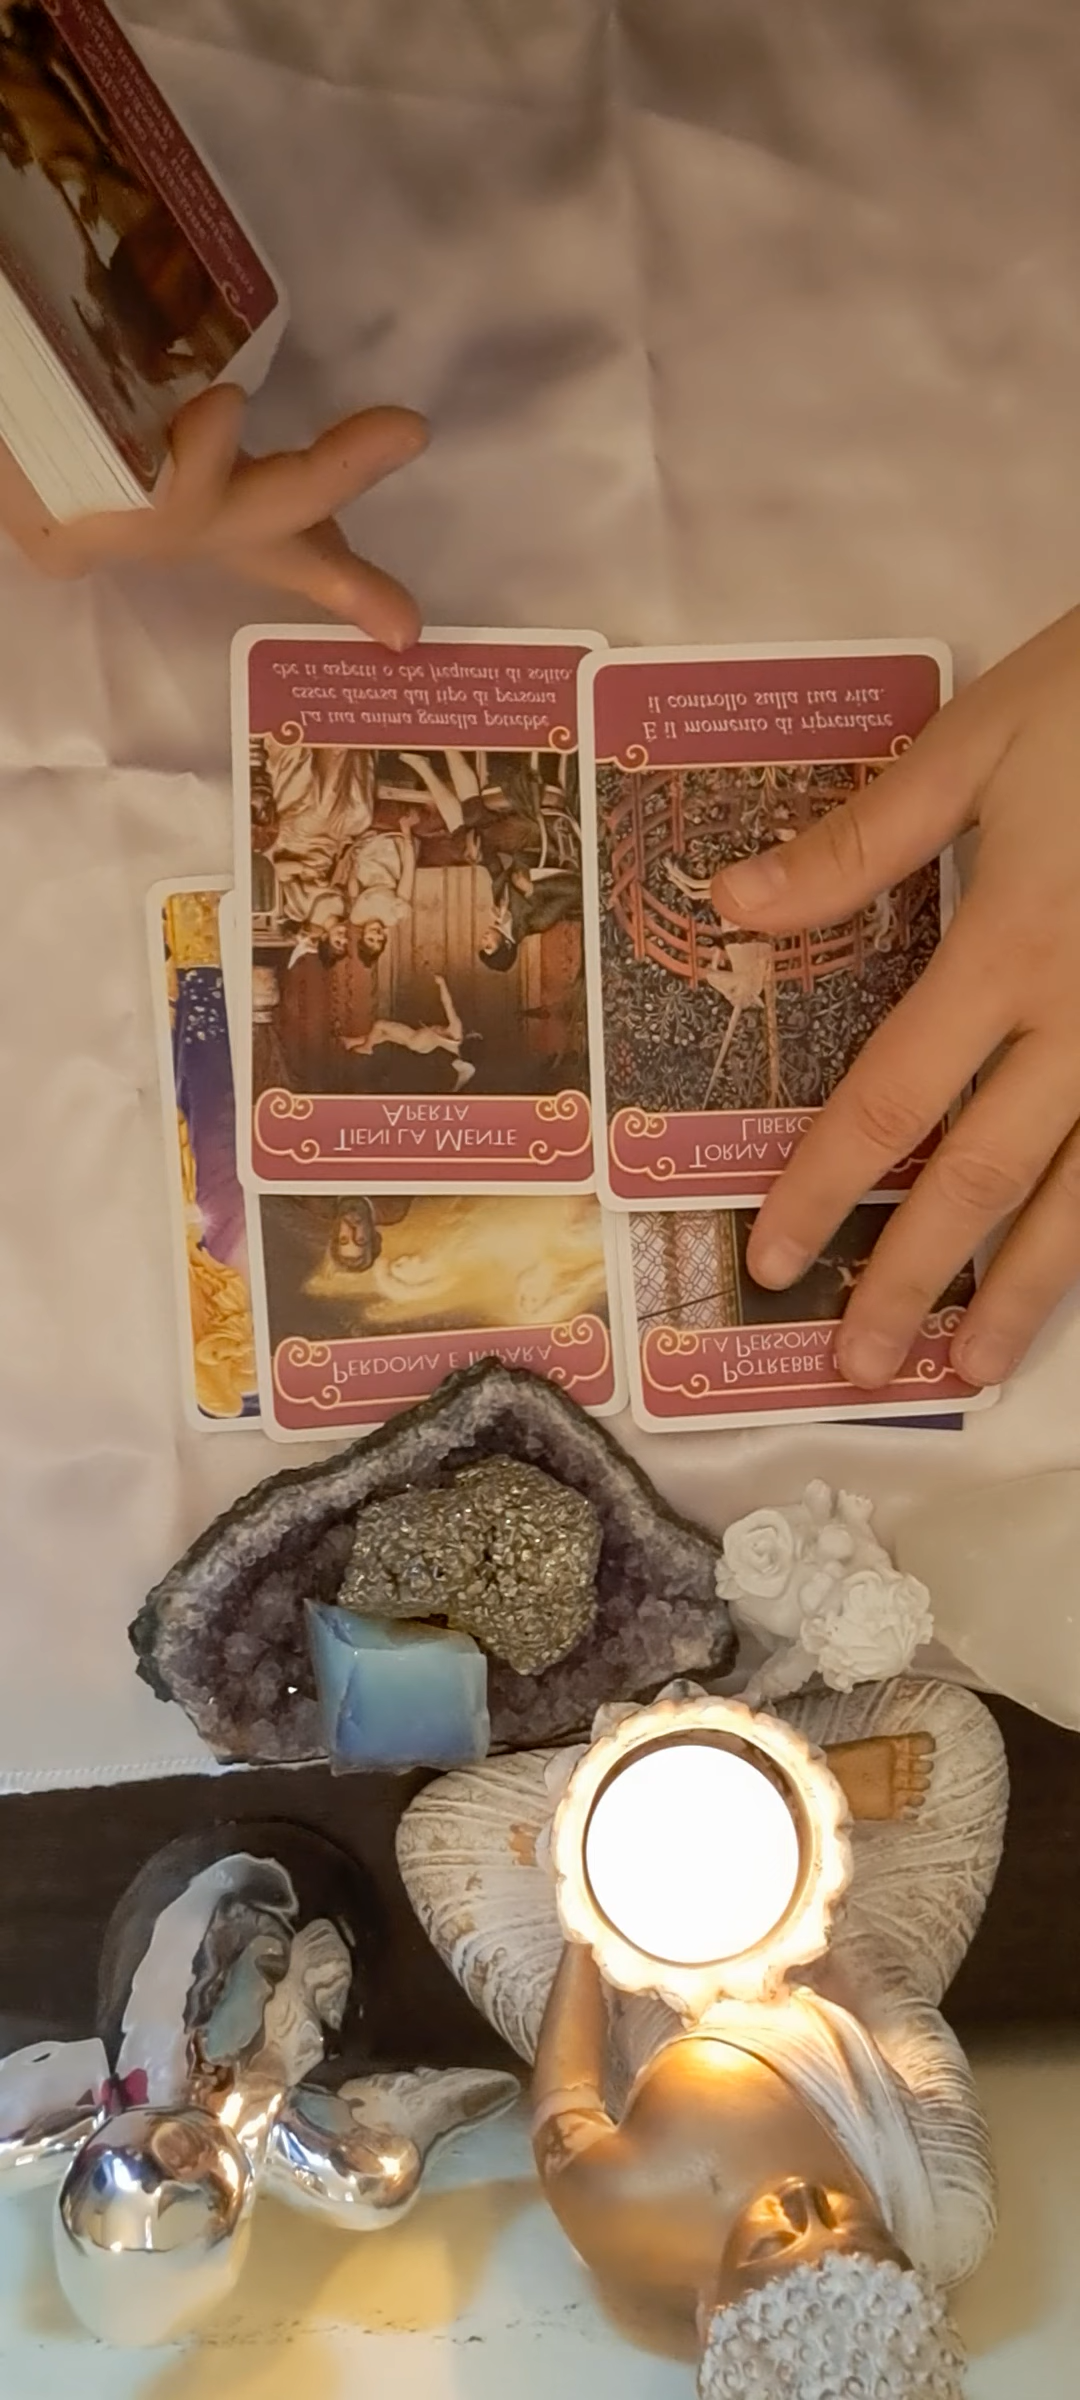 TIENI LA MENTE
APERTA
La tua anima gemella potrebbe
essere diversa dal tipo di persona
che ti aspetti o che frequenti di solito.
TORNA A
LIBERO
È il momento di riprendere
il controllo sulla tua vita.
PERDONA E IMPARA
POTREBBE
LA PERSONA